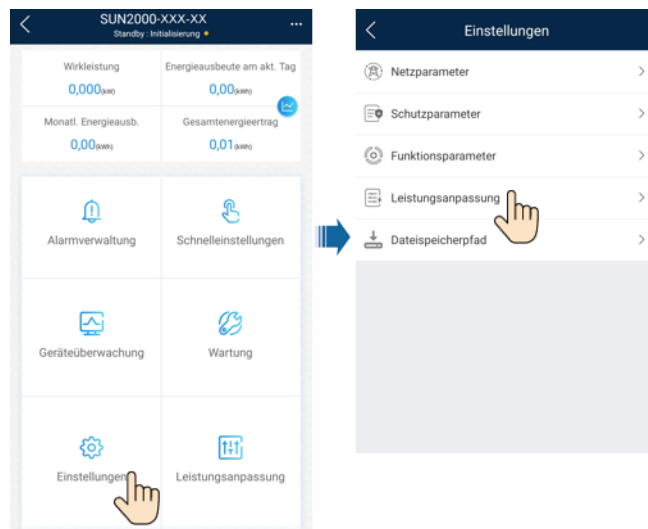 SUN2000-XXX-XX
Standby : Initialisierung
Wirkleistung
0,000(kW)
Energieausbeute am akt. Tag
0,00(kWh)
Monatl. Energieausb.
0,00(kWh)
Gesamtenergieertrag
0,01(kWh)
Alarmverwaltung
Schnelleinstellungen
Geräteüberwachung
Wartung
Einstellungen
Leistungsanpassung
Einstellungen
Netzparameter
Schutzparameter
Funktionsparameter
Leistungsanpassung
Dateispeicherpfad